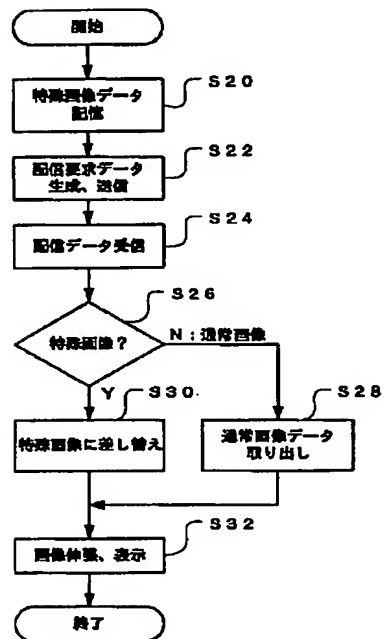 開始
S20
特殊画像データ
記憶
S22
配信要求データ
生成、送信
S24
配信データ受信
S26
特殊画像?
N:通常画像
Y
S30
特殊画像に差し替え
S28
通常画像データ
取り出し
S32
画像伸張、表示
終了